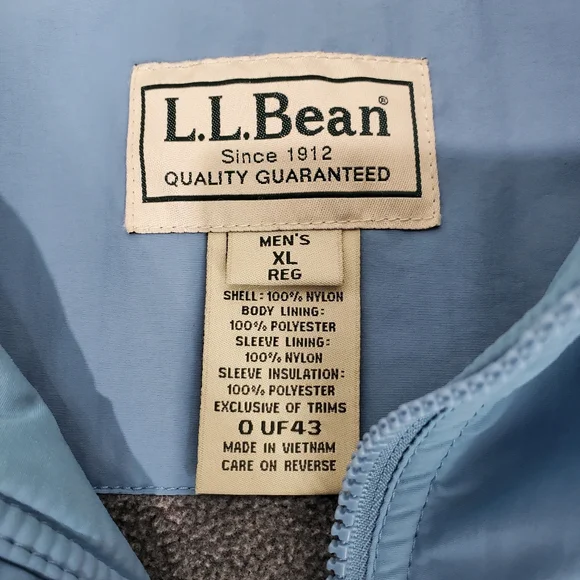 L.L.Bean®
Since 1912
QUALITY GUARANTEED
MEN'S
XL
REG
SHELL: 100% NYLON
BODY LINING:
100% POLYESTER
SLEEVE LINING:
100% NYLON
SLEEVE INSULATION:
100% POLYESTER
EXCLUSIVE OF TRIMS
0 UF43
MADE IN VIETNAM
CARE ON REVERSE